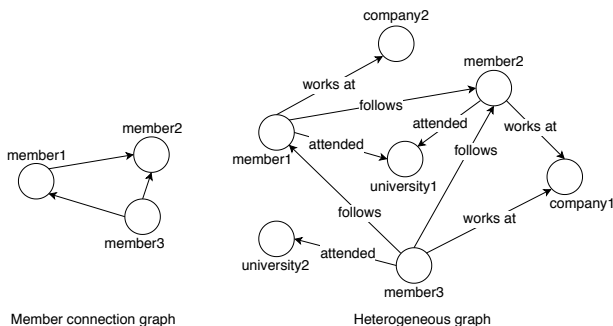 member1
member2
member3
Member connection graph
company2
member2
works at
follows
attended
works at
member1
attended
university1
follows
company1
follows
works at
university2
attended
member3
Heterogeneous graph